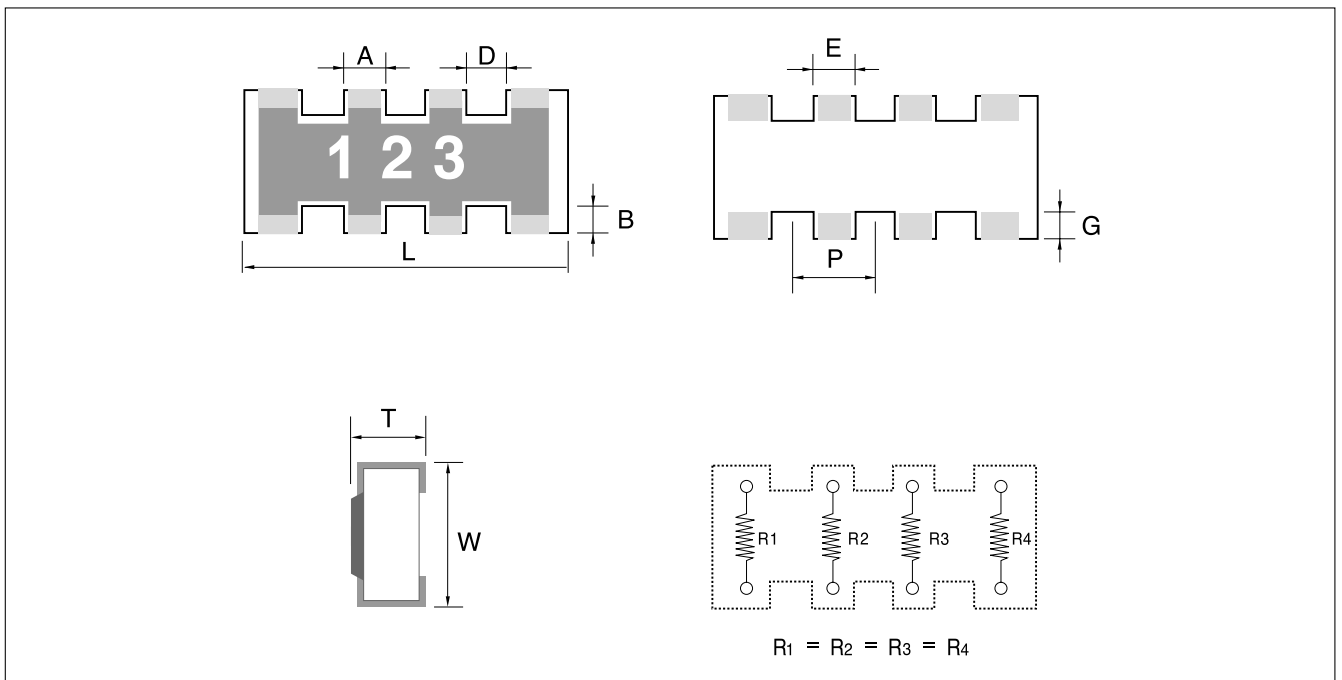 A D
E
1 2 3
B
G
L
P
T
W
R1 R2 R3 R4
R1 = R2 = R3 = R4